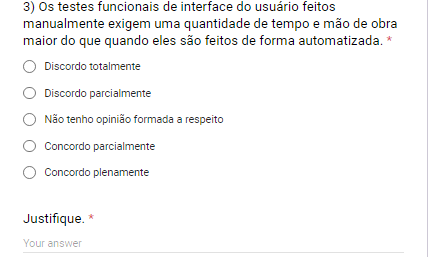 3) Os testes funcionais de interface do usuário feitos
manualmente exigem uma quantidade de tempo e mão de obra
maior do que quando eles são feitos de forma automatizada. *
Discordo totalmente
Discordo parcialmente
Não tenho opinião formada a respeito
Concordo parcialmente
Concordo plenamente
Justifique. *
Your answer